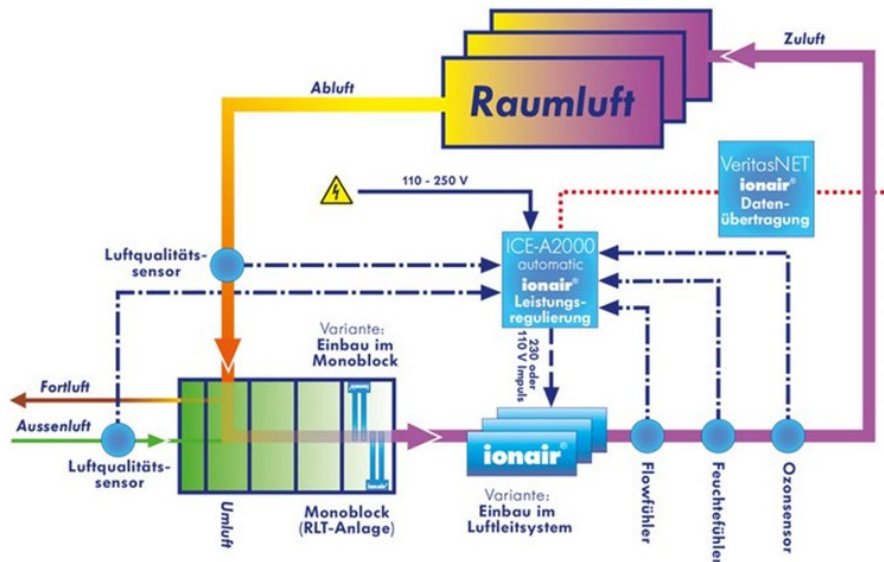 Zuluft
Abluft
Raumluft
VeritasNET
ionair®
Daten-
übertragung
110 - 250 V
ICE-A2000
automatic
ionair®
Leistungs-
regulierung
Luftqualitäts-
sensor
Variante:
Einbau im
Monoblock
230 oder
110 V Impuls
Fortluft
Aussenluft
Luftqualitäts-
sensor
ionair
ionair
ionair®
Umluft
Monoblock
(RLT-Anlage)
Variante:
Einbau im
Luftleitsystem
Flowfühler
Feuchtefühler
Ozonsensor